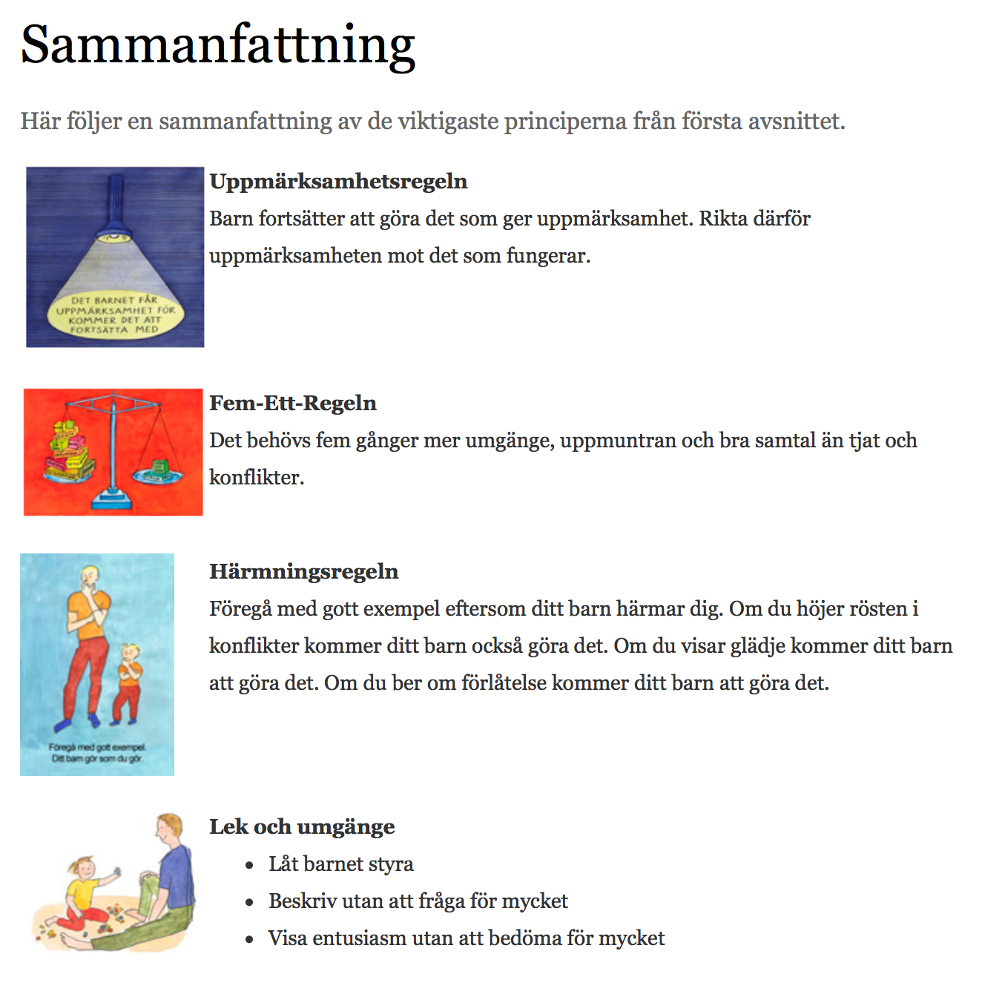 Sammanfattning
Här följer en sammanfattning av de viktigaste principerna från första avsnittet.
Uppmärksamhetsregeln
Barn fortsätter att göra det som ger uppmärksamhet. Rikta därför
uppmärksamheten mot det som fungerar.
DET BARNET FÅR
UPPMÄRKSAMHET FÖR
KOMMER DET ATT
FORTSÄTTA MED
Fem-Ett-Regeln
Det behövs fem gånger mer umgänge, uppmuntran och bra samtal än tjat och
konflikter.
Härmningsregeln
Föregå med gott exempel eftersom ditt barn härmar dig. Om du höjer rösten i
konflikter kommer ditt barn också göra det. Om du visar glädje kommer ditt barn
att göra det. Om du ber om förlåtelse kommer ditt barn att göra det.
Föregå med gott exempel.
Ditt barn gör som du gör.
Lek och umgänge
• Låt barnet styra
• Beskriv utan att fråga för mycket
• Visa entusiasm utan att bedöma för mycket